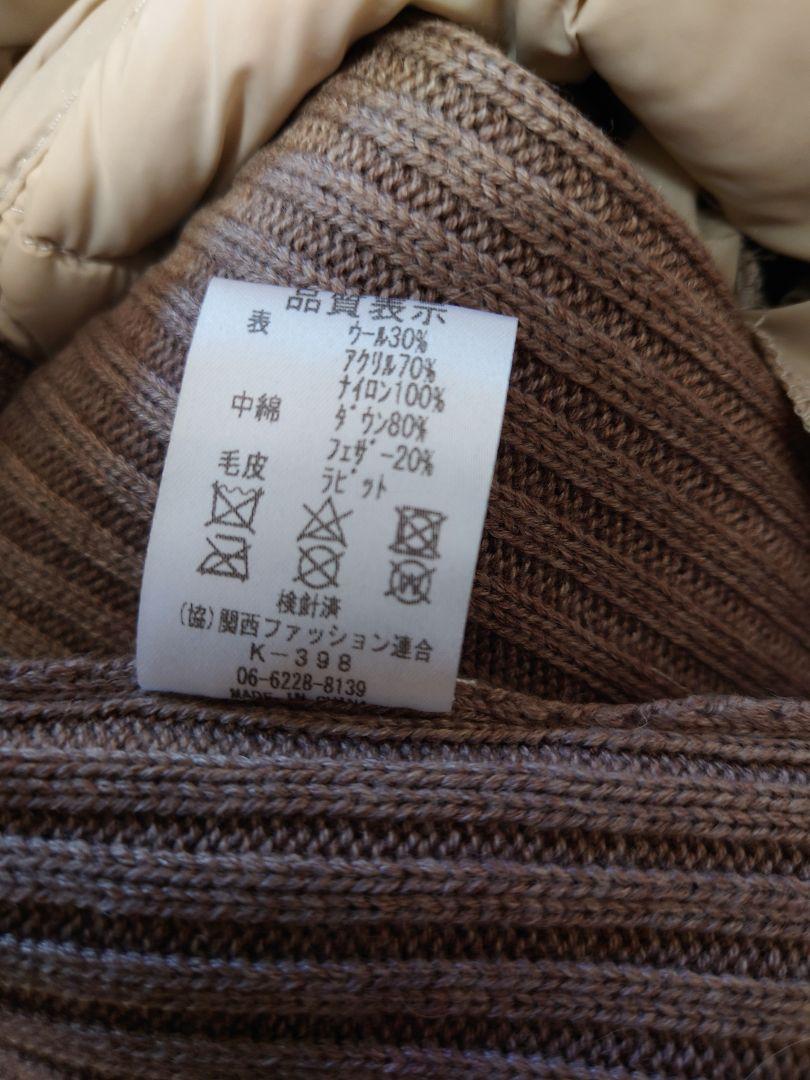 品質表示
表 ウール30%
アクリル70%
ナイロン100%
中綿 ダウン80%
フェザー20%
毛皮 ラビット
検針済
(協)関西ファッション連合
K-398
06-6228-8139
MADE IN CHINA